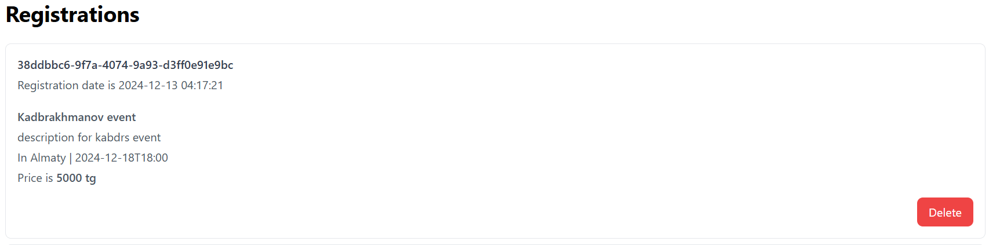 Registrations
38ddbbc6-9f7a-4074-9a93-d3ff0e91e9bc
Registration date is 2024-12-13 04:17:21
Kadbrakhmanov event
description for kabdrs event
In Almaty | 2024-12-18T18:00
Price is 5000 tg
Delete